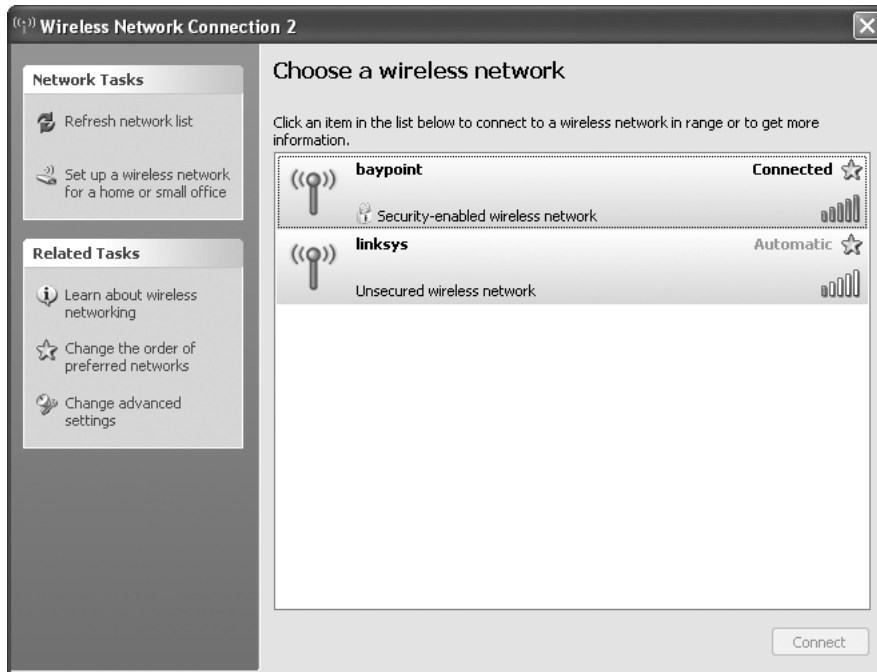 Wireless Network Connection 2
Network Tasks
Refresh network list
Set up a wireless network
for a home or small office
Related Tasks
Learn about wireless
networking
Change the order of
preferred networks
Change advanced
settings
Choose a wireless network
Click an item in the list below to connect to a wireless network in range or to get more
information.
baypoint Connected
Security-enabled wireless network
linksys Automatic
Unsecured wireless network
Connect